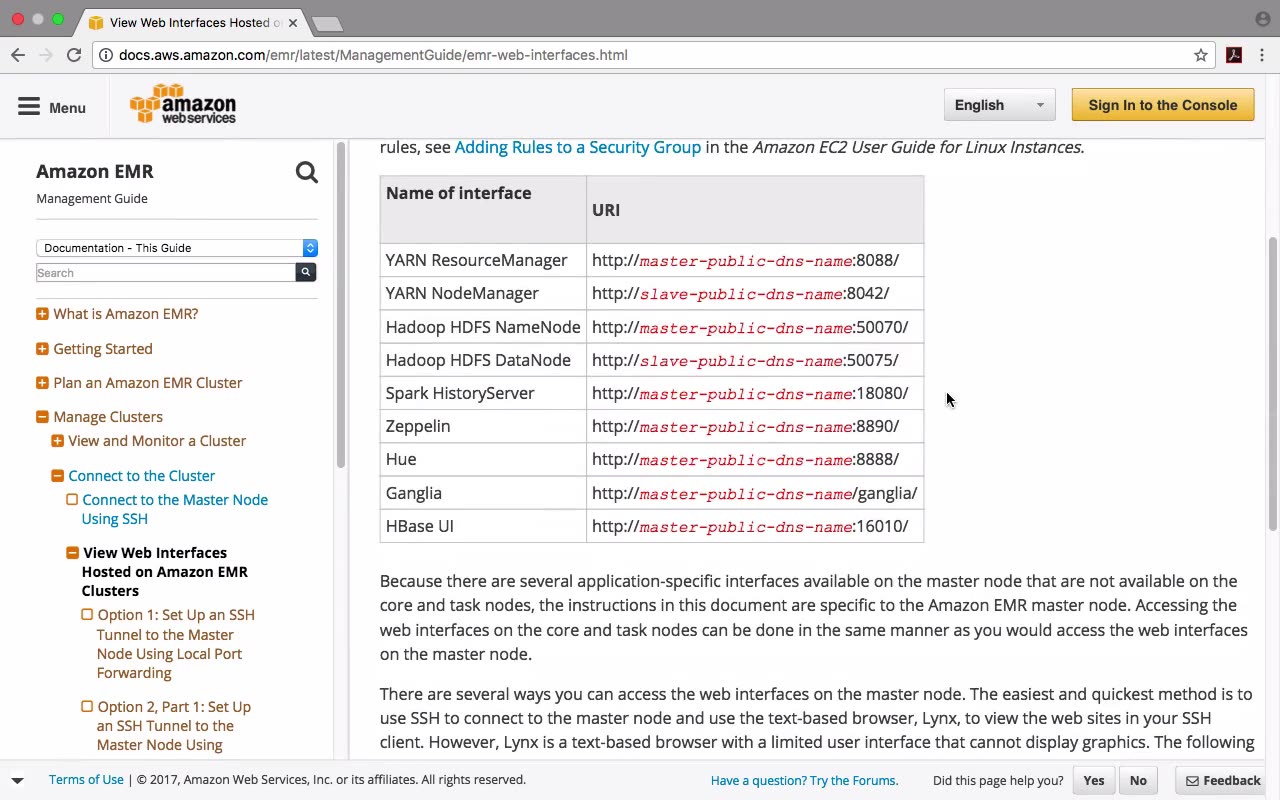 View Web Interfaces Hosted o
docs.aws.amazon.com/emr/latest/ManagementGuide/emr-web-interfaces.html
Menu
amazon
web services
English
Sign In to the Console
Amazon EMR
Management Guide
Documentation - This Guide
Search
What is Amazon EMR?
Getting Started
Plan an Amazon EMR Cluster
Manage Clusters
View and Monitor a Cluster
Connect to the Cluster
Connect to the Master Node
Using SSH
View Web Interfaces
Hosted on Amazon EMR
Clusters
Option 1: Set Up an SSH
Tunnel to the Master
Node Using Local Port
Forwarding
Option 2, Part 1: Set Up
an SSH Tunnel to the
Master Node Using
rules, see Adding Rules to a Security Group in the Amazon EC2 User Guide for Linux Instances.
Name of interface URI
YARN ResourceManager http://master-public-dns-name:8088/
YARN NodeManager http://slave-public-dns-name:8042/
Hadoop HDFS NameNode http://master-public-dns-name:50070/
Hadoop HDFS DataNode http://slave-public-dns-name:50075/
Spark HistoryServer http://master-public-dns-name:18080/
Zeppelin http://master-public-dns-name:8890/
Hue http://master-public-dns-name:8888/
Ganglia http://master-public-dns-name/ganglia/
HBase UI http://master-public-dns-name:16010/
Because there are several application-specific interfaces available on the master node that are not available on the
core and task nodes, the instructions in this document are specific to the Amazon EMR master node. Accessing the
web interfaces on the core and task nodes can be done in the same manner as you would access the web interfaces
on the master node.
There are several ways you can access the web interfaces on the master node. The easiest and quickest method is to
use SSH to connect to the master node and use the text-based browser, Lynx, to view the web sites in your SSH
client. However, Lynx is a text-based browser with a limited user interface that cannot display graphics. The following
Terms of Use | © 2017, Amazon Web Services, Inc. or its affiliates. All rights reserved.
Have a question? Try the Forums.
Did this page help you?
Yes
No
Feedback